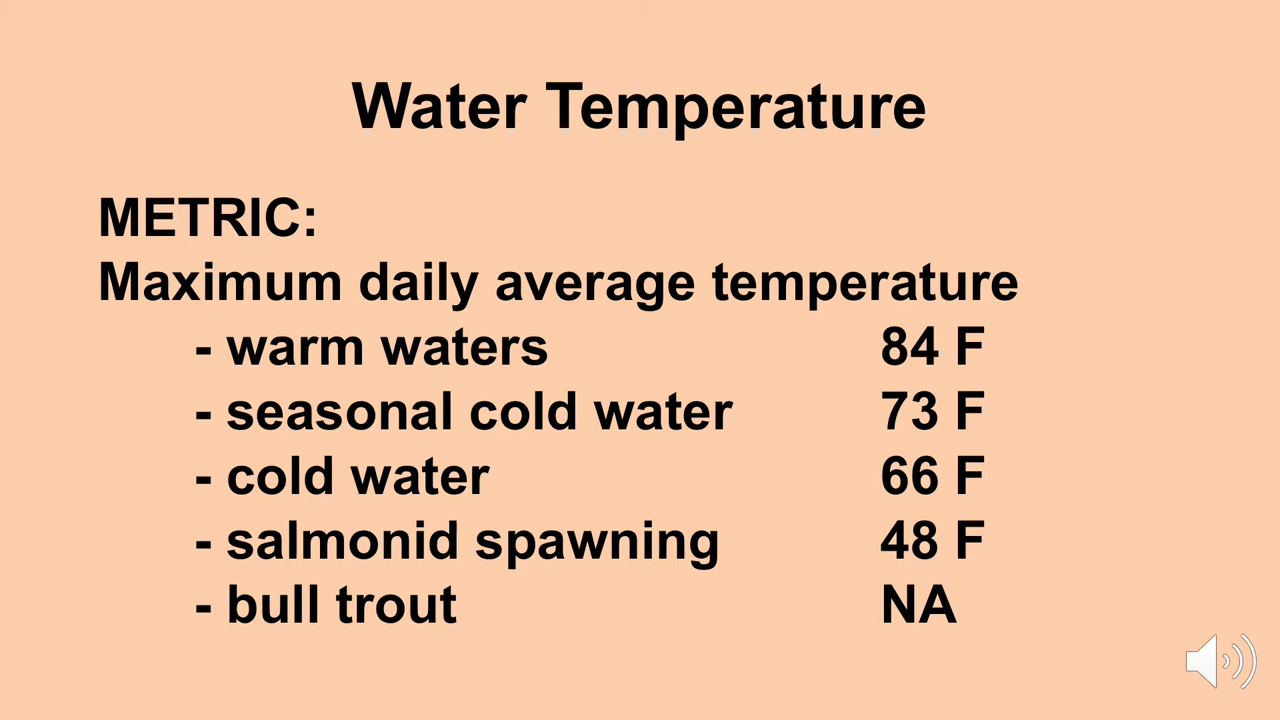 Water Temperature
METRIC:
Maximum daily average temperature
- warm waters 84 F
- seasonal cold water 73 F
- cold water 66 F
- salmonid spawning 48 F
- bull trout NA